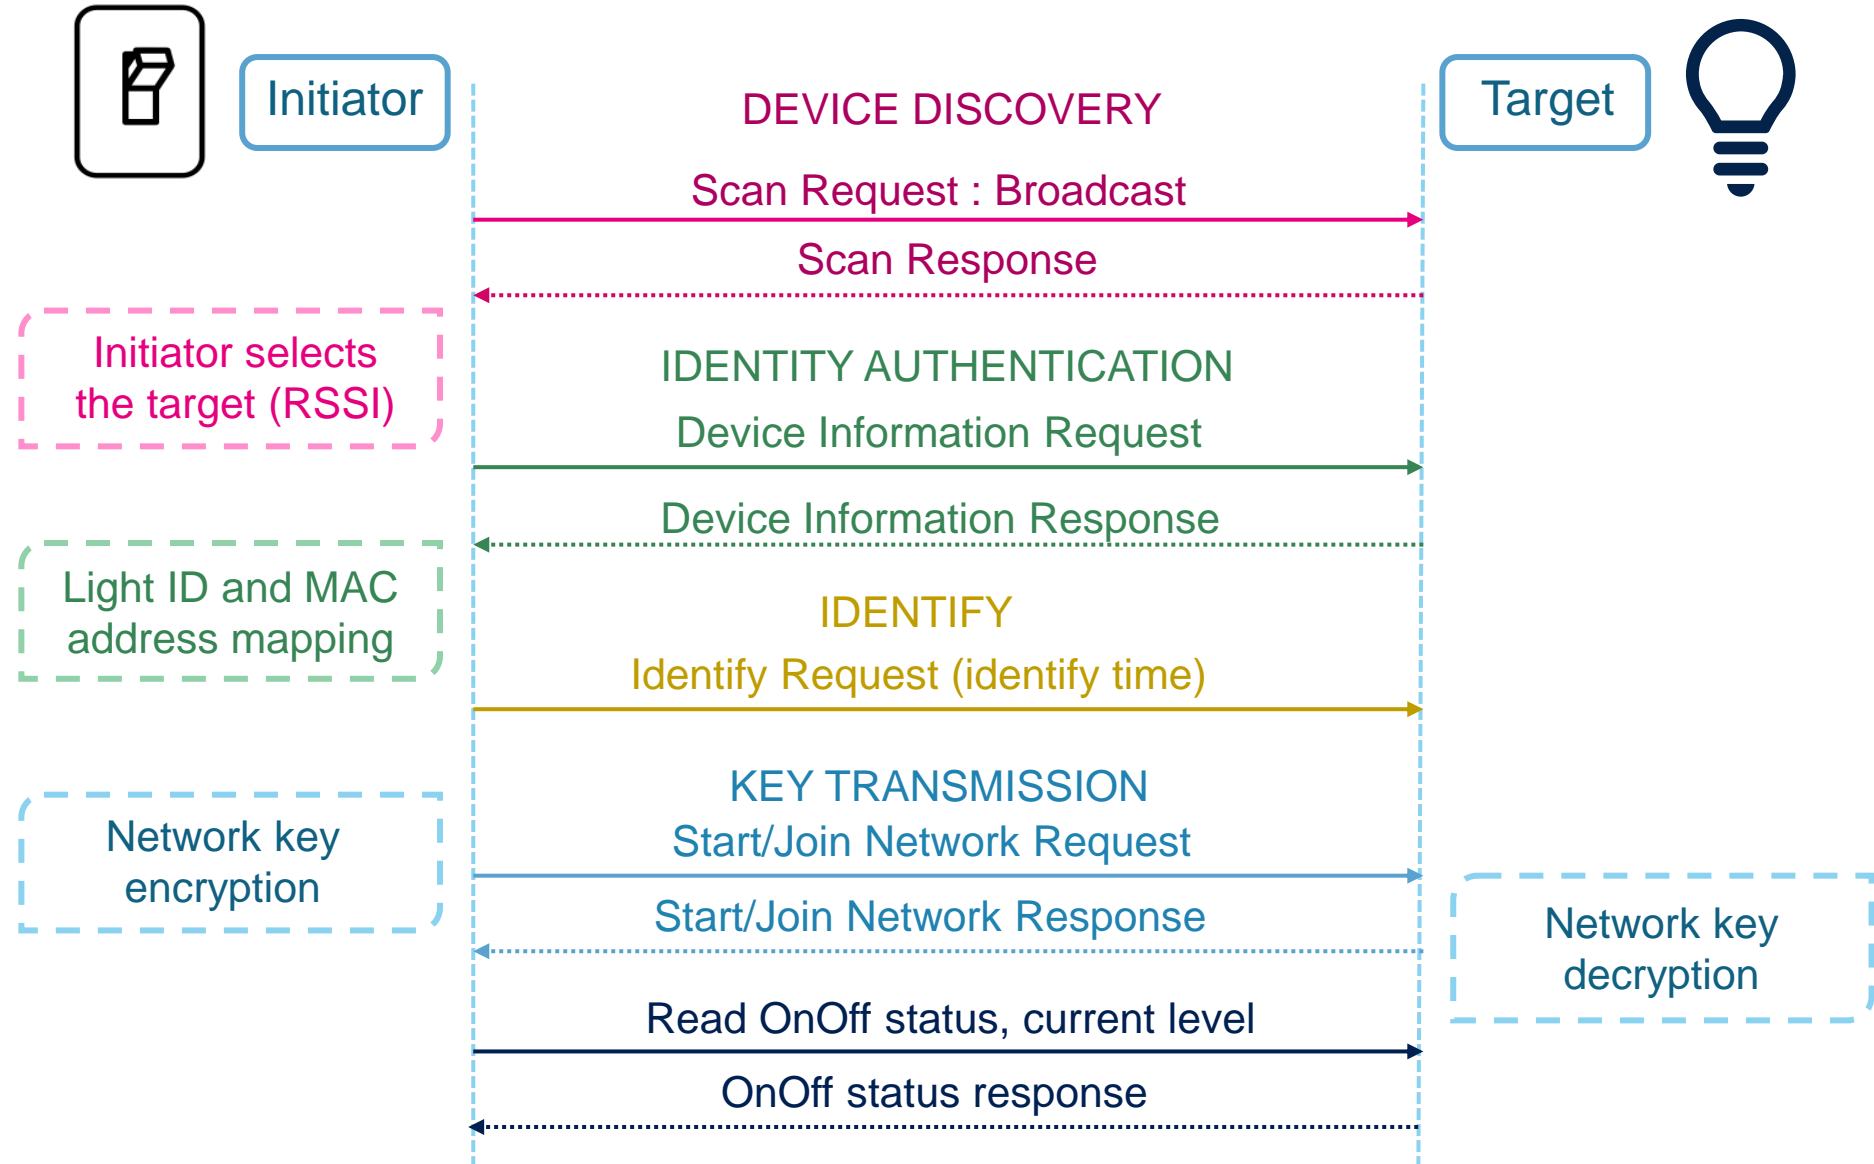 Initiator
Target
DEVICE DISCOVERY
Scan Request : Broadcast
Scan Response
Initiator selects
the target (RSSI)
IDENTITY AUTHENTICATION
Device Information Request
Device Information Response
Light ID and MAC
address mapping
IDENTIFY
Identify Request (identify time)
KEY TRANSMISSION
Network key
encryption
Start/Join Network Request
Start/Join Network Response
Network key
decryption
Read OnOff status, current level
OnOff status response